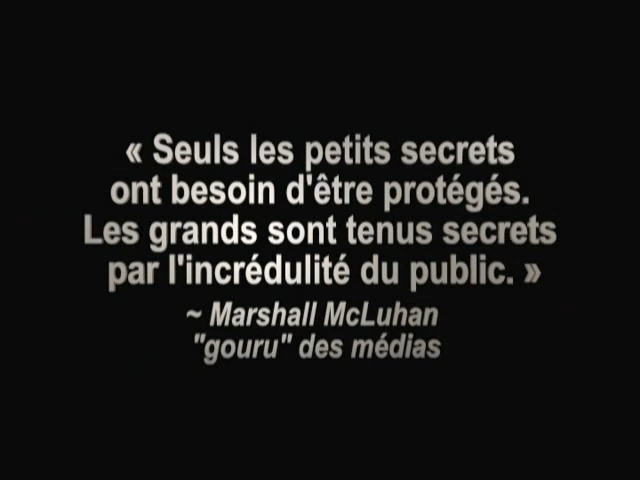 « Seuls les petits secrets
ont besoin d'être protégés.
Les grands sont tenus secrets
par l'incrédulité du public. »
~ Marshall McLuhan
"gouru" des médias